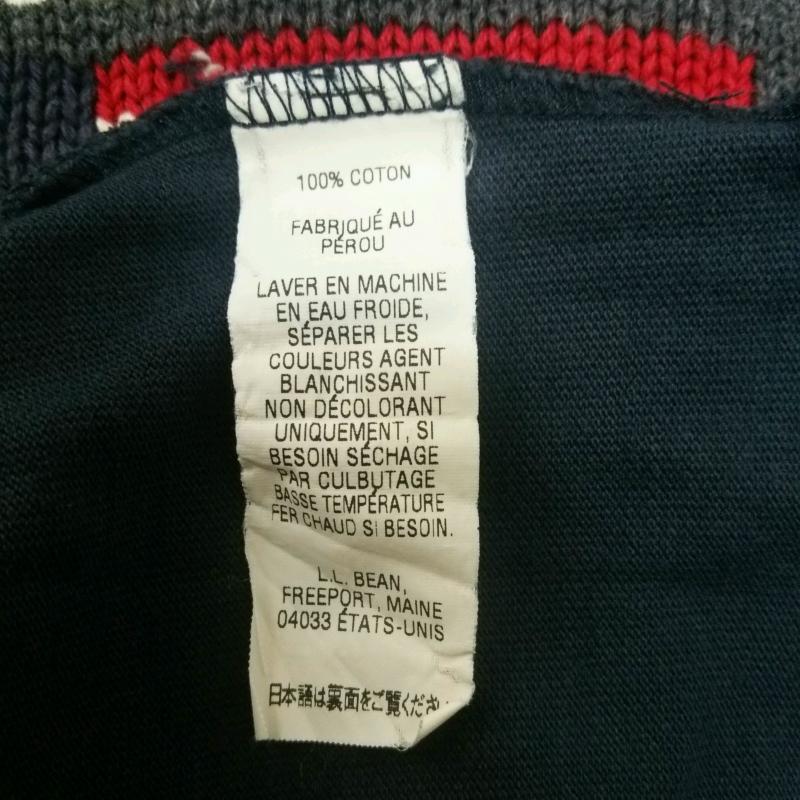 100% COTON
FABRIQUÉ AU
PÉROU
LAVER EN MACHINE
EN EAU FROIDE,
SÉPARER LES
COULEURS AGENT
BLANCHISSANT
NON DÉCOLORANT
UNIQUEMENT, SI
BESOIN SÉCHAGE
PAR CULBUTAGE
BASSE TEMPÉRATURE
FER CHAUD SI BESOIN.
L.L. BEAN,
FREEPORT, MAINE
04033 ÉTATS-UNIS
日本語は裏面をご覧くださ